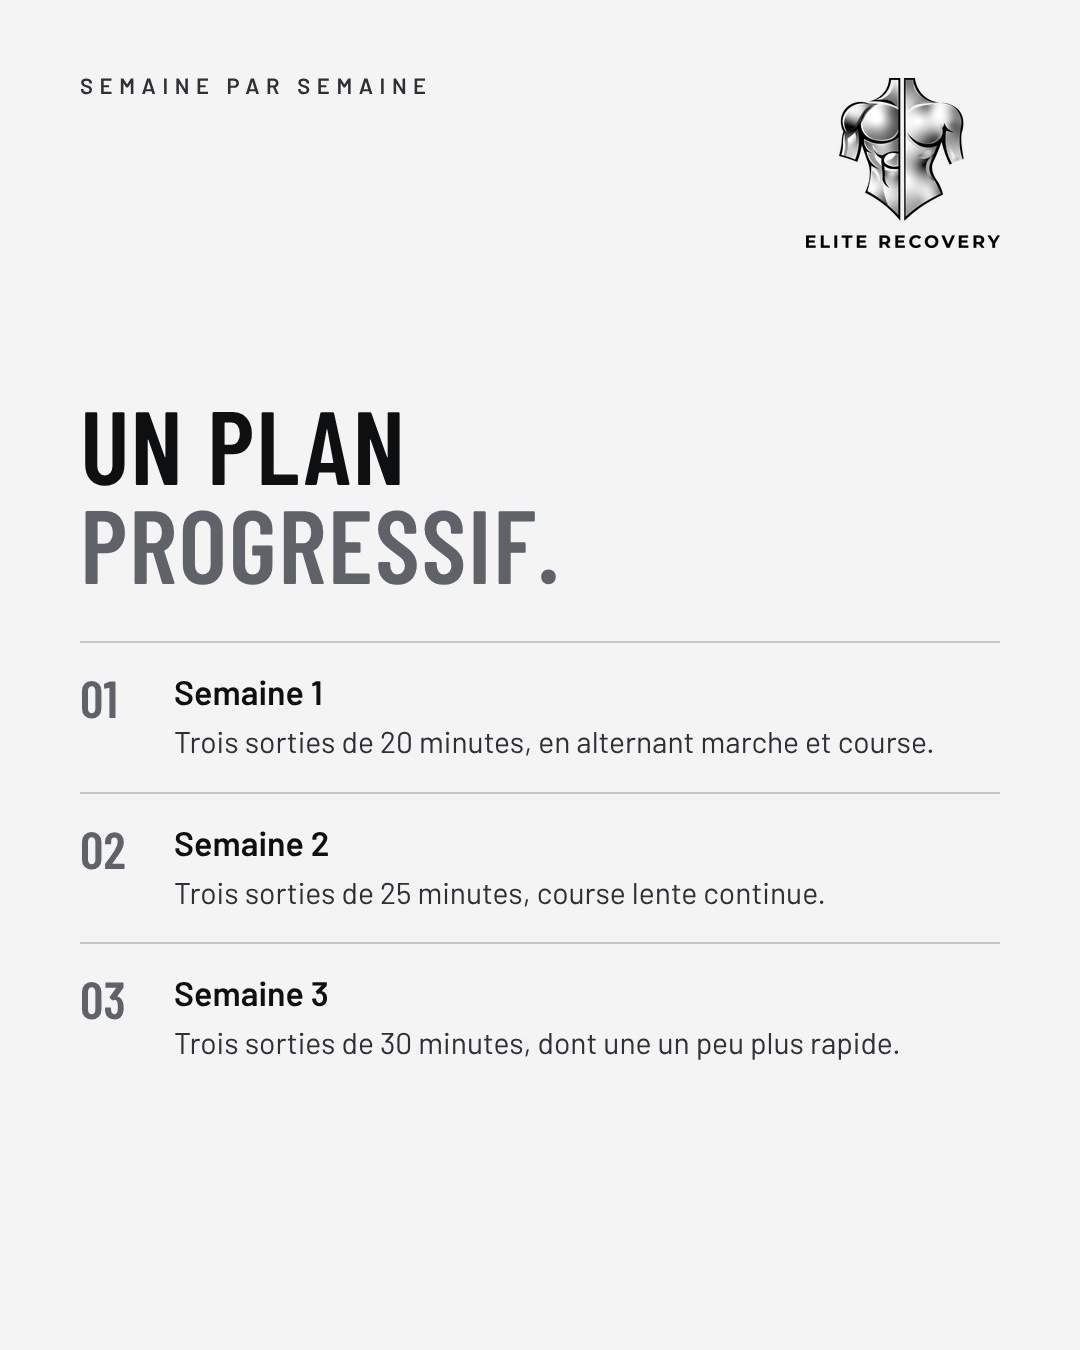 SEMAINE PAR SEMAINE
ELITE RECOVERY
UN PLAN
PROGRESSIF.
01
Semaine 1
Trois sorties de 20 minutes, en alternant marche et course.
02
Semaine 2
Trois sorties de 25 minutes, course lente continue.
03
Semaine 3
Trois sorties de 30 minutes, dont une un peu plus rapide.